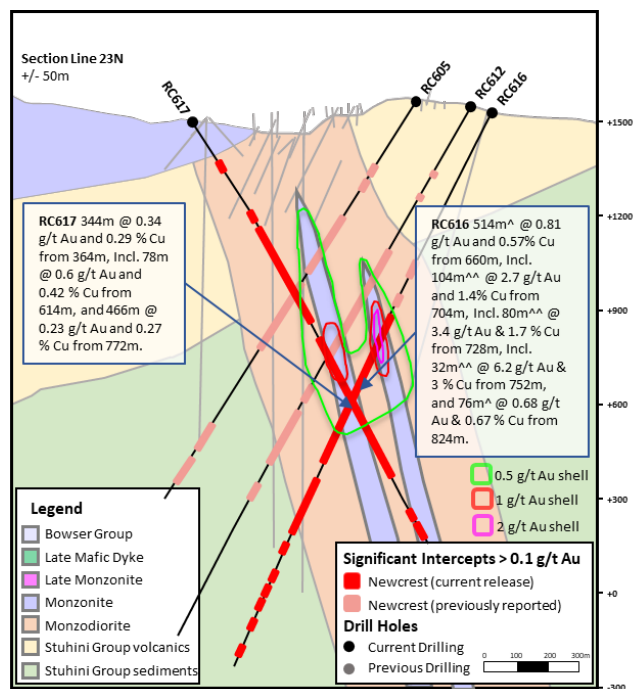 Section Line 23N
+/- 50m
RC617
RC605
RC612
RC616
+1500
+1200
+900
+600
+300
+0
-300
RC617 344m @ 0.34
g/t Au and 0.29 % Cu
from 364m, Incl. 78m
@ 0.6 g/t Au and
0.42 % Cu from
614m, and 466m @
0.23 g/t Au and 0.27
% Cu from 772m.
RC616 514m^ @ 0.81
g/t Au and 0.57% Cu
from 660m, Incl.
104m^^ @ 2.7 g/t Au
and 1.4% Cu from
704m, Incl. 80m^^ @
3.4 g/t Au & 1.7 % Cu
from 728m, Incl.
32m^^ @ 6.2 g/t Au &
3 % Cu from 752m,
and 76m^ @ 0.68 g/t
Au & 0.67 % Cu from
824m.
0.5 g/t Au shell
1 g/t Au shell
2 g/t Au shell
Legend
Bowser Group
Late Mafic Dyke
Late Monzonite
Monzonite
Monzodiorite
Stuhini Group volcanics
Stuhini Group sediments
Significant Intercepts > 0.1 g/t Au
Newcrest (current release)
Newcrest (previously reported)
Drill Holes
Current Drilling
Previous Drilling
0 100 200 300m